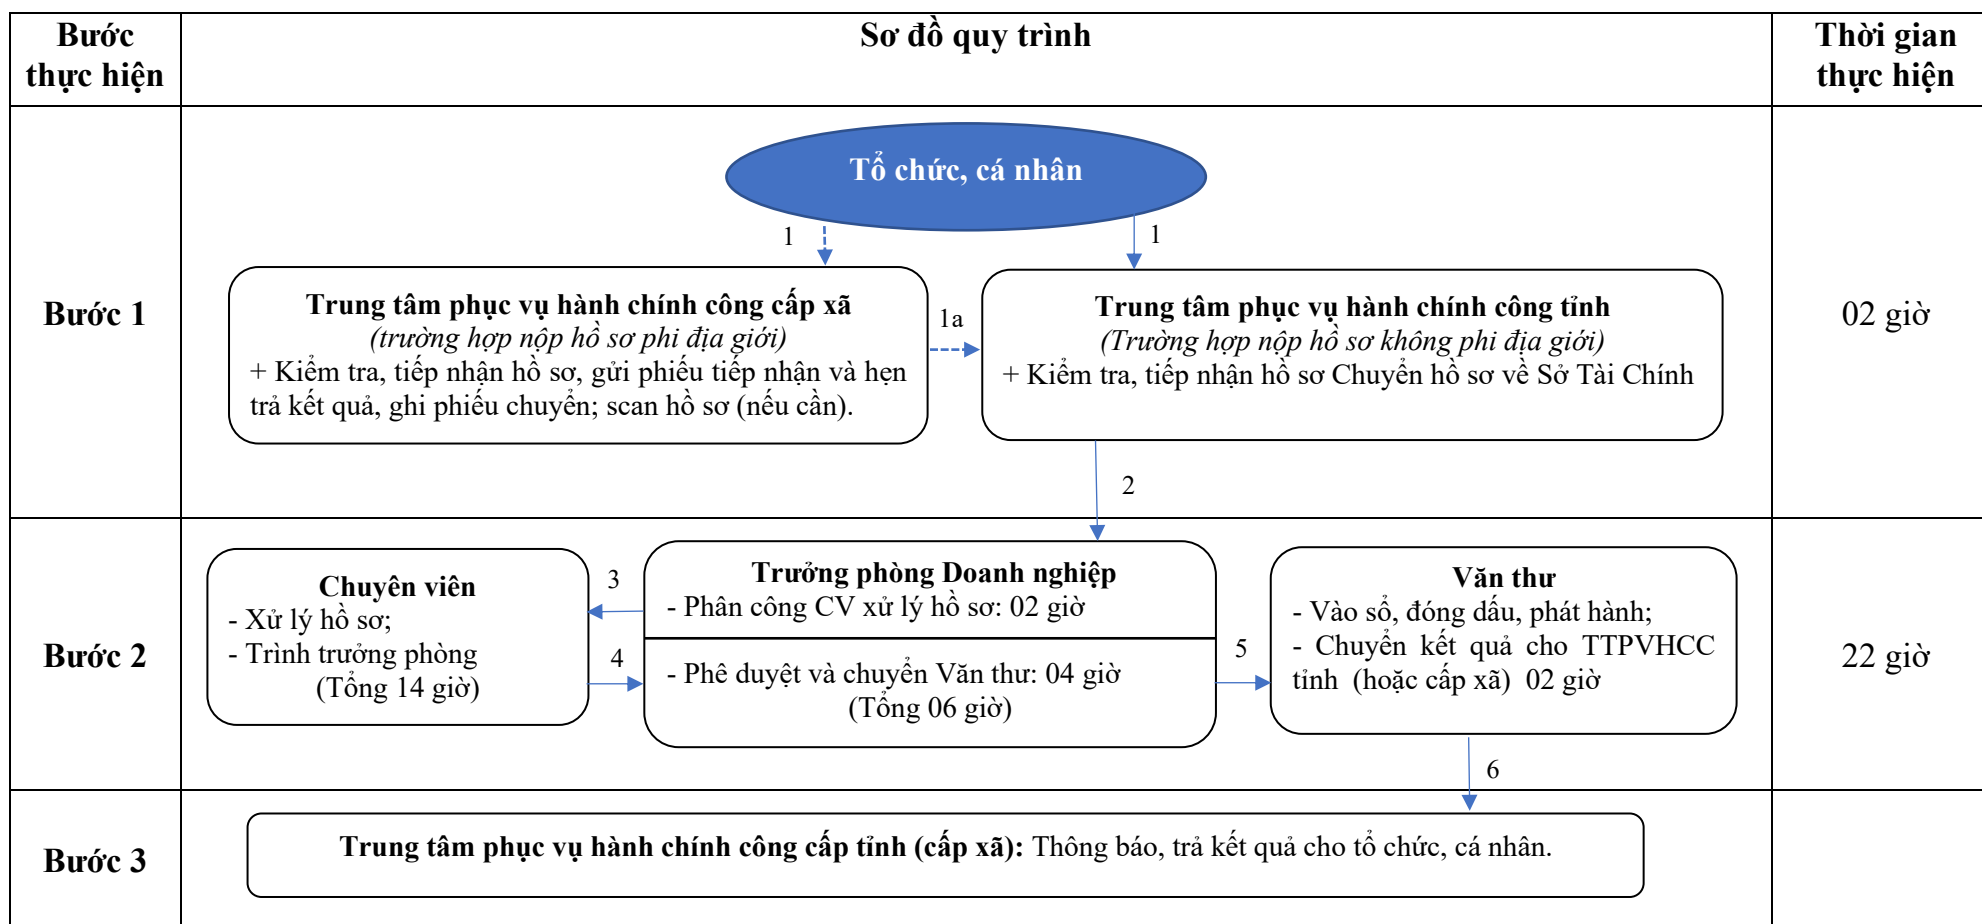 Bước
thực hiện
Sơ đồ quy trình
Thời gian
thực hiện
Bước 1
Tổ chức, cá nhân
1
1
Trung tâm phục vụ hành chính công cấp xã
(trường hợp nộp hồ sơ phi địa giới)
+ Kiểm tra, tiếp nhận hồ sơ, gửi phiếu tiếp nhận và hẹn
trả kết quả, ghi phiếu chuyển; scan hồ sơ (nếu cần).
1a
Trung tâm phục vụ hành chính công tỉnh
(Trường hợp nộp hồ sơ không phi địa giới)
+ Kiểm tra, tiếp nhận hồ sơ Chuyển hồ sơ về Sở Tài Chính
02 giờ
2
Bước 2
Chuyên viên
- Xử lý hồ sơ;
- Trình trưởng phòng
(Tổng 14 giờ)
3
4
Trưởng phòng Doanh nghiệp
- Phân công CV xử lý hồ sơ: 02 giờ
- Phê duyệt và chuyển Văn thư: 04 giờ
(Tổng 06 giờ)
5
Văn thư
- Vào sổ, đóng dấu, phát hành;
- Chuyển kết quả cho TTPVHCC
tỉnh (hoặc cấp xã) 02 giờ
22 giờ
6
Bước 3
Trung tâm phục vụ hành chính công cấp tỉnh (cấp xã): Thông báo, trả kết quả cho tổ chức, cá nhân.